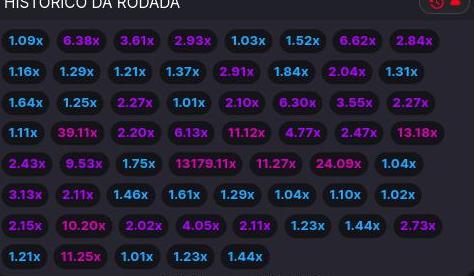 HISTÓRICO DA RODADA
1.09x 6.38x 3.61x 2.93x 1.03x 1.52x 6.62x 2.84x
1.16x 1.29x 1.21x 1.37x 2.91x 1.84x 2.04x 1.31x
1.64x 1.25x 2.27x 1.01x 2.10x 6.30x 3.55x 2.27x
1.11x 39.11x 2.20x 6.13x 11.12x 4.77x 2.47x 13.18x
2.43x 9.53x 1.75x 13179.11x 11.27x 24.09x 1.04x
3.13x 2.11x 1.46x 1.61x 1.29x 1.04x 1.10x 1.02x
2.15x 10.20x 2.02x 4.05x 2.11x 1.23x 1.44x 2.73x
1.21x 11.25x 1.01x 1.23x 1.44x